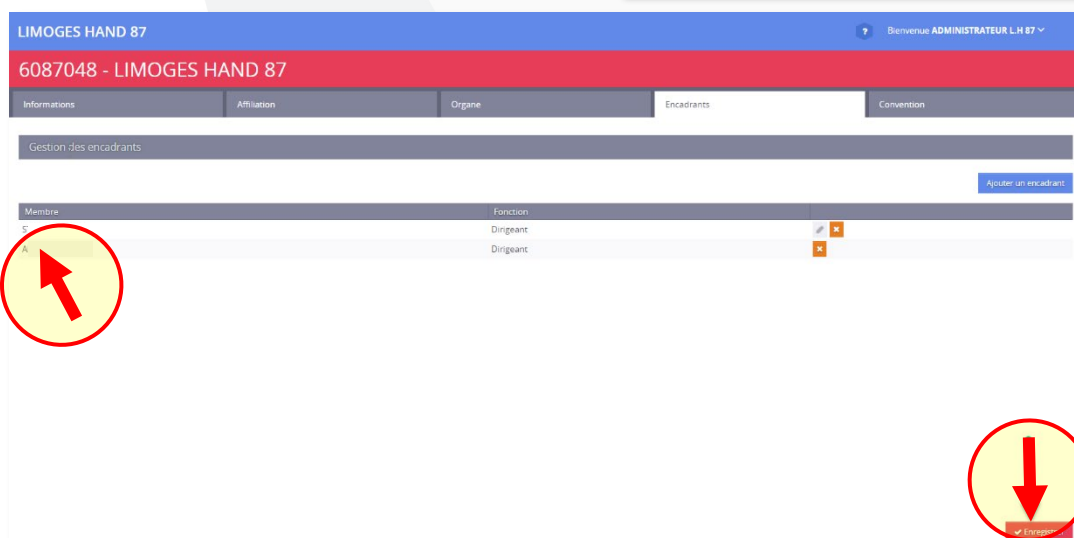 LIMOGES HAND 87
? Bienvenue ADMINISTRATEUR L.H 87
6087048 - LIMOGES HAND 87
Informations Affiliation Organe Encadrants Convention
Gestion des encadrants
Ajouter un encadrant
Membre Fonction
S Dirigeant
A Dirigeant
Enregistrer